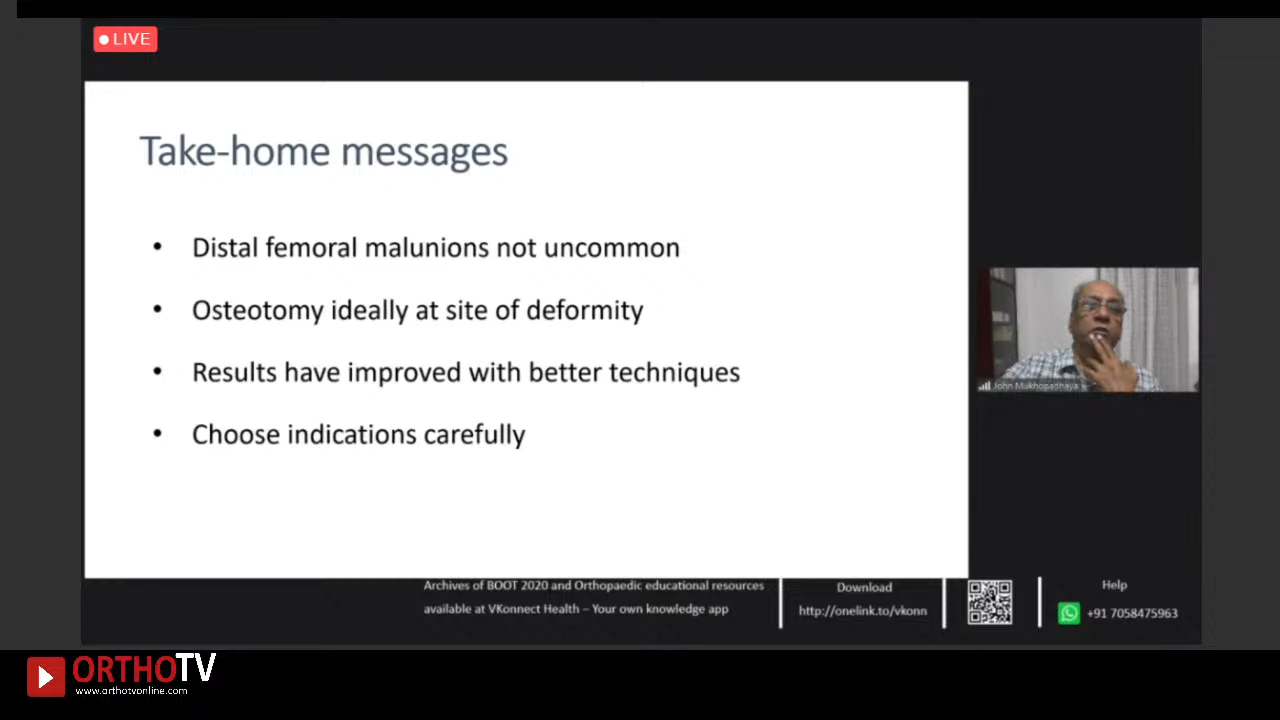 LIVE
Take-home messages
• Distal femoral malunions not uncommon
• Osteotomy ideally at site of deformity
• Results have improved with better techniques
• Choose indications carefully
John Mukhopadhaya
Archives of BOOT 2020 and Orthopaedic educational resources
available at VKonnect Health – Your own knowledge app
Download
http://onelink.to/vkonn
Help
+91 7058475963
ORTHOTV
www.orthotvonline.com